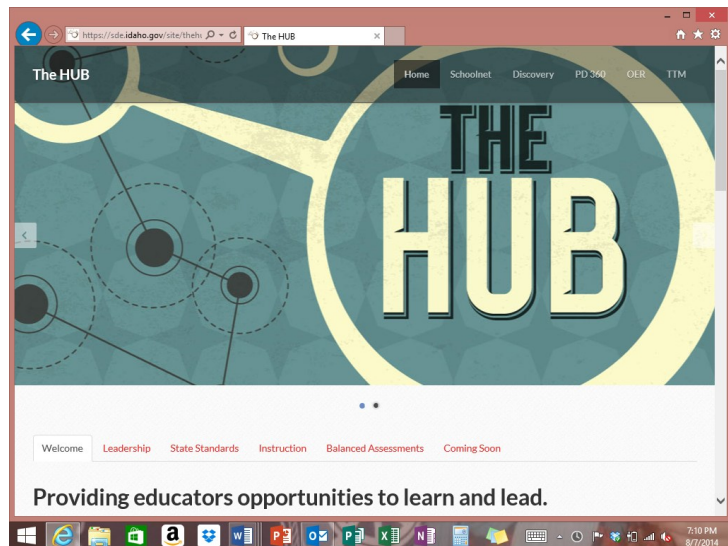 https://sde.idaho.gov/site/theh
The HUB
The HUB
Home Schoolnet Discovery PD 360 OER TTM
THE
HUB
Welcome Leadership State Standards Instruction Balanced Assessments Coming Soon
Providing educators opportunities to learn and lead.
7:10 PM
8/7/2014